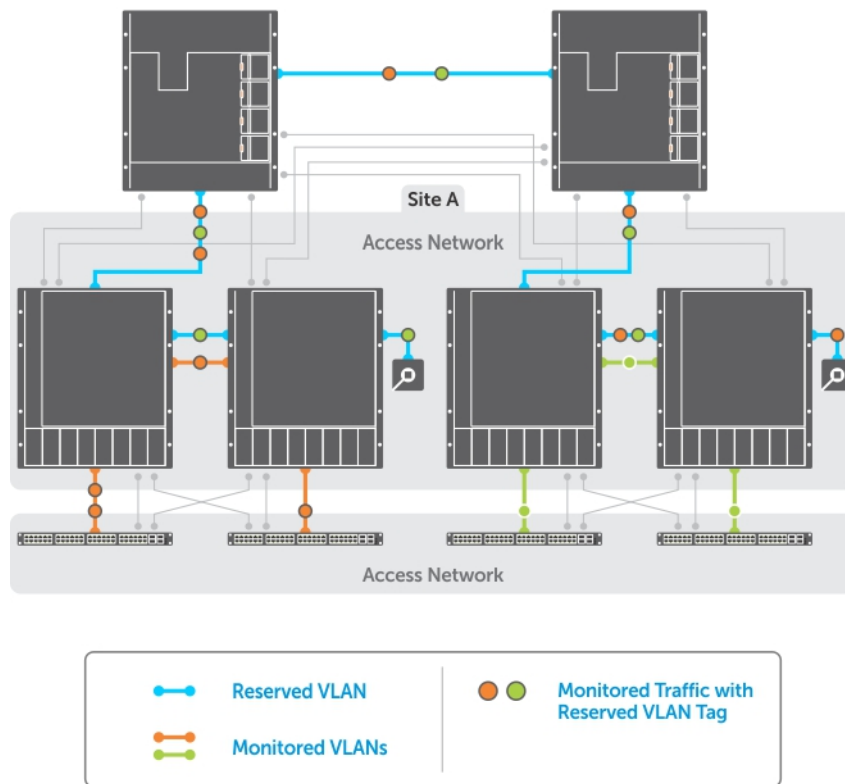 Site A
Access Network
Access Network
Reserved VLAN
Monitored VLANs
Monitored Traffic with
Reserved VLAN Tag